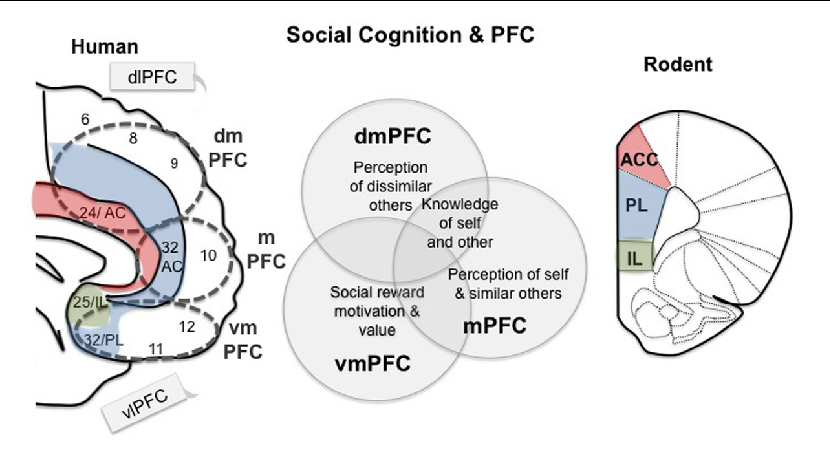 Social Cognition & PFC
Human
dlPFC
6
8
9
dm
PFC
24/ AC
32
AC
10
m
PFC
25/IL
32/PL
12
11
vm
PFC
vlPFC
dmPFC
Perception
of dissimilar
others
Knowledge
of self
and other
Perception of self
& similar others
mPFC
Social reward
motivation &
value
vmPFC
Rodent
ACC
PL
IL